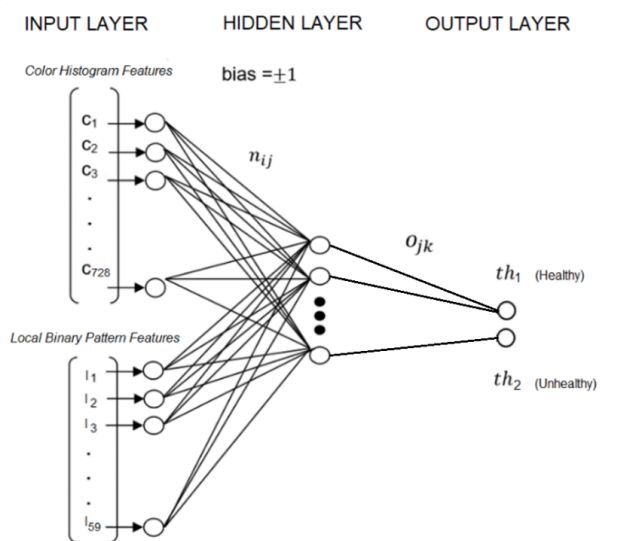 INPUT LAYER HIDDEN LAYER OUTPUT LAYER
Color Histogram Features
bias =±1
C1
C2
C3
.
.
.
C728
nij
Ojk
th1 (Healthy)
th2 (Unhealthy)
Local Binary Pattern Features
l1
l2
l3
.
.
.
l59